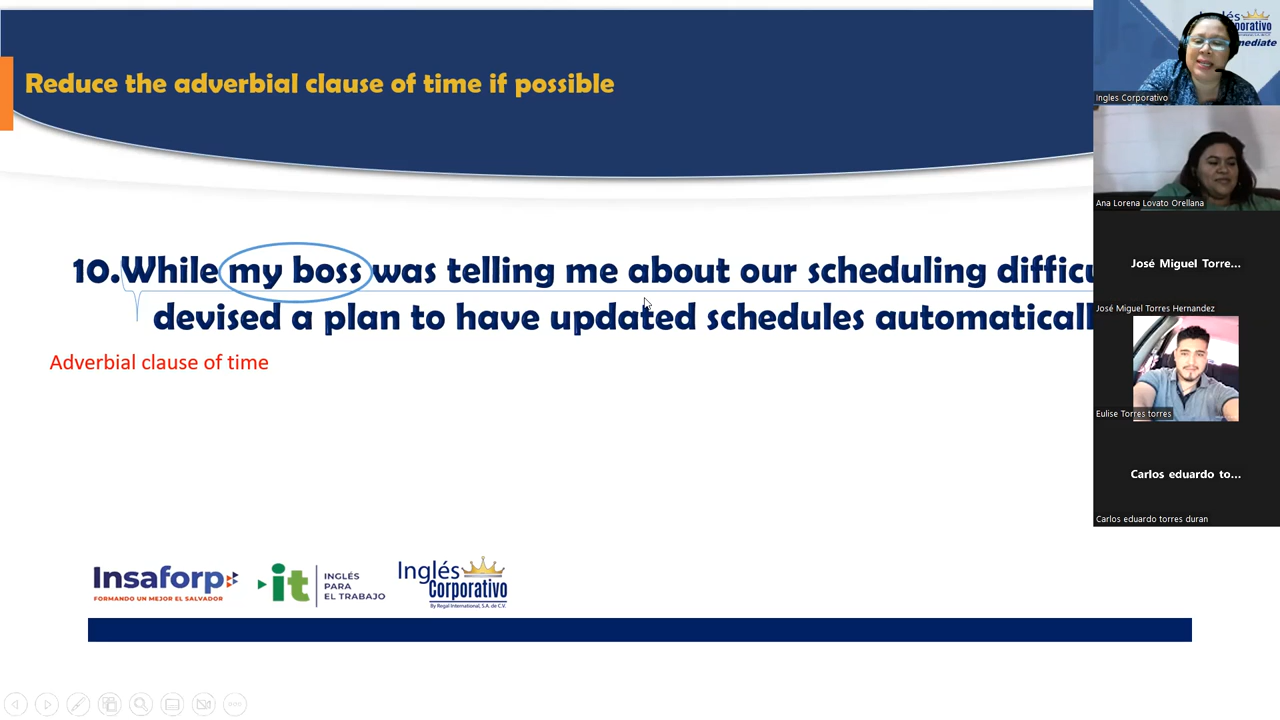 Reduce the adverbial clause of time if possible
10.While my boss was telling me about our scheduling
devised a plan to have updated schedules
Adverbial clause of time
Insaforp
FORMANDO UN MEJOR EL SALVADOR
it
INGLÉS
PARA
EL TRABAJO
Inglés
Corporativo
By Regal International, S.A. de C.V.
Ingles Corporativo
Ana Lorena Lovato Orellana
José Miguel Torre...
José Miguel Torres Hernandez
Eulise Torres torres
Carlos eduardo to...
Carlos eduardo torres duran